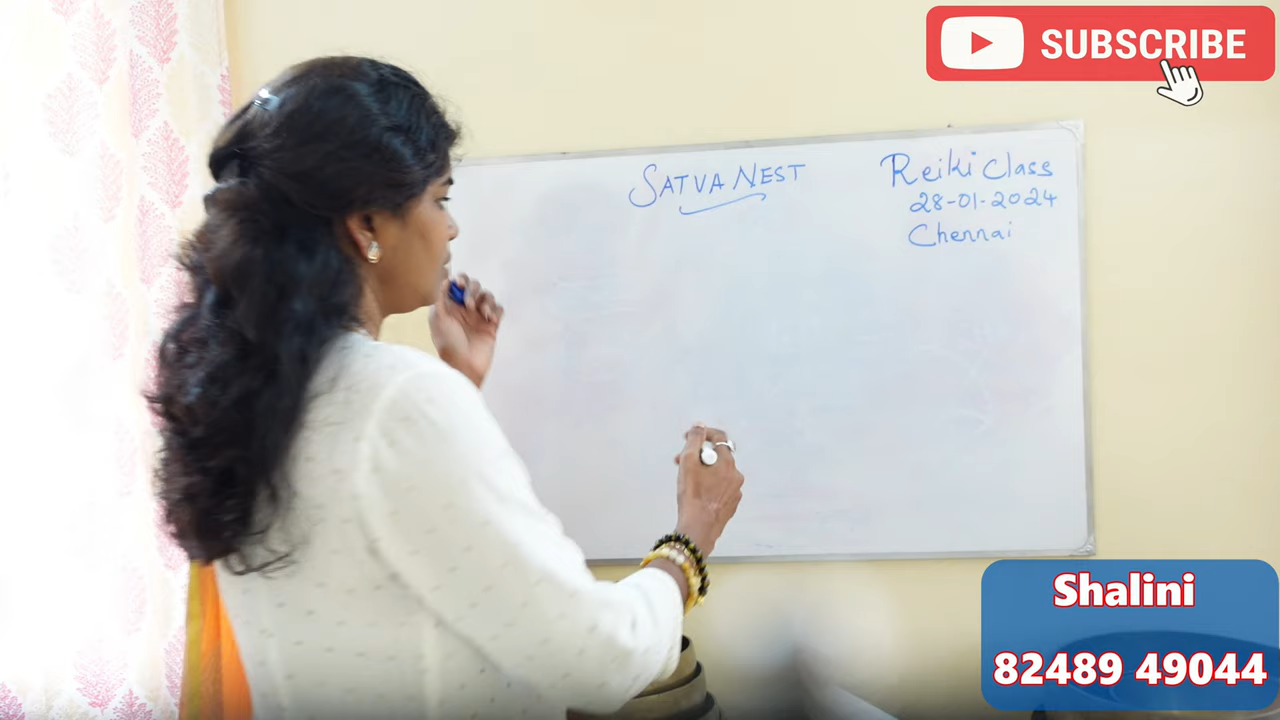 SUBSCRIBE
SATVA NEST
Reiki Class
28-01-2024
Chennai
Shalini
82489 49044